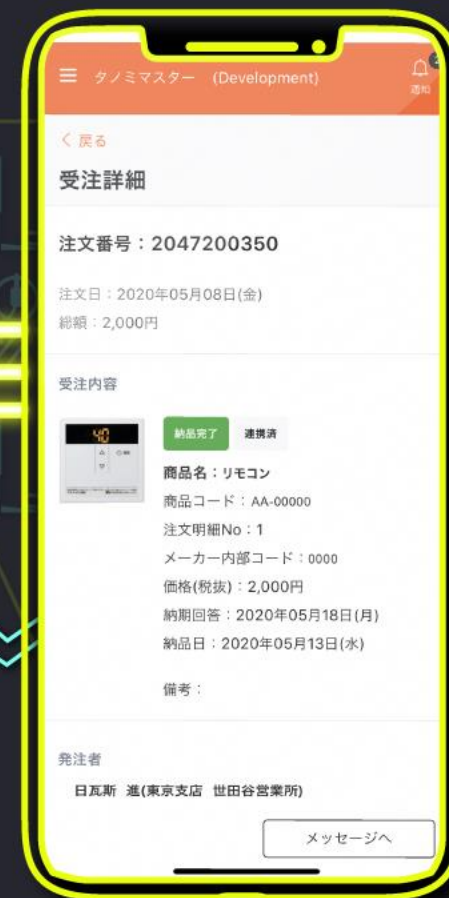 タノミマスター (Development)
2
通知
< 戻る
受注詳細
注文番号：2047200350
注文日：2020年05月08日(金)
総額：2,000円
受注内容
40
納品完了 連携済
商品名：リモコン
商品コード：AA-00000
注文明細No：1
メーカー内部コード：0000
価格(税抜)：2,000円
納期回答：2020年05月18日(月)
納品日：2020年05月13日(水)
備考：
発注者
日瓦斯 進(東京支店 世田谷営業所)
メッセージへ